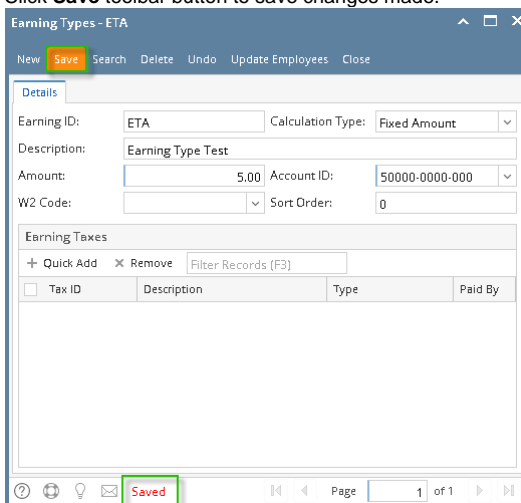 Click Save toolbar button to save changes made.
Earning Types - ETA
New Save Search Delete Undo Update Employees Close
Details
Earning ID: ETA Calculation Type: Fixed Amount
Description: Earning Type Test
Amount: 5.00 Account ID: 50000-0000-000
W2 Code: Sort Order: 0
Earning Taxes
+ Quick Add × Remove Filter Records (F3)
Tax ID Description Type Paid By
Saved Page 1 of 1